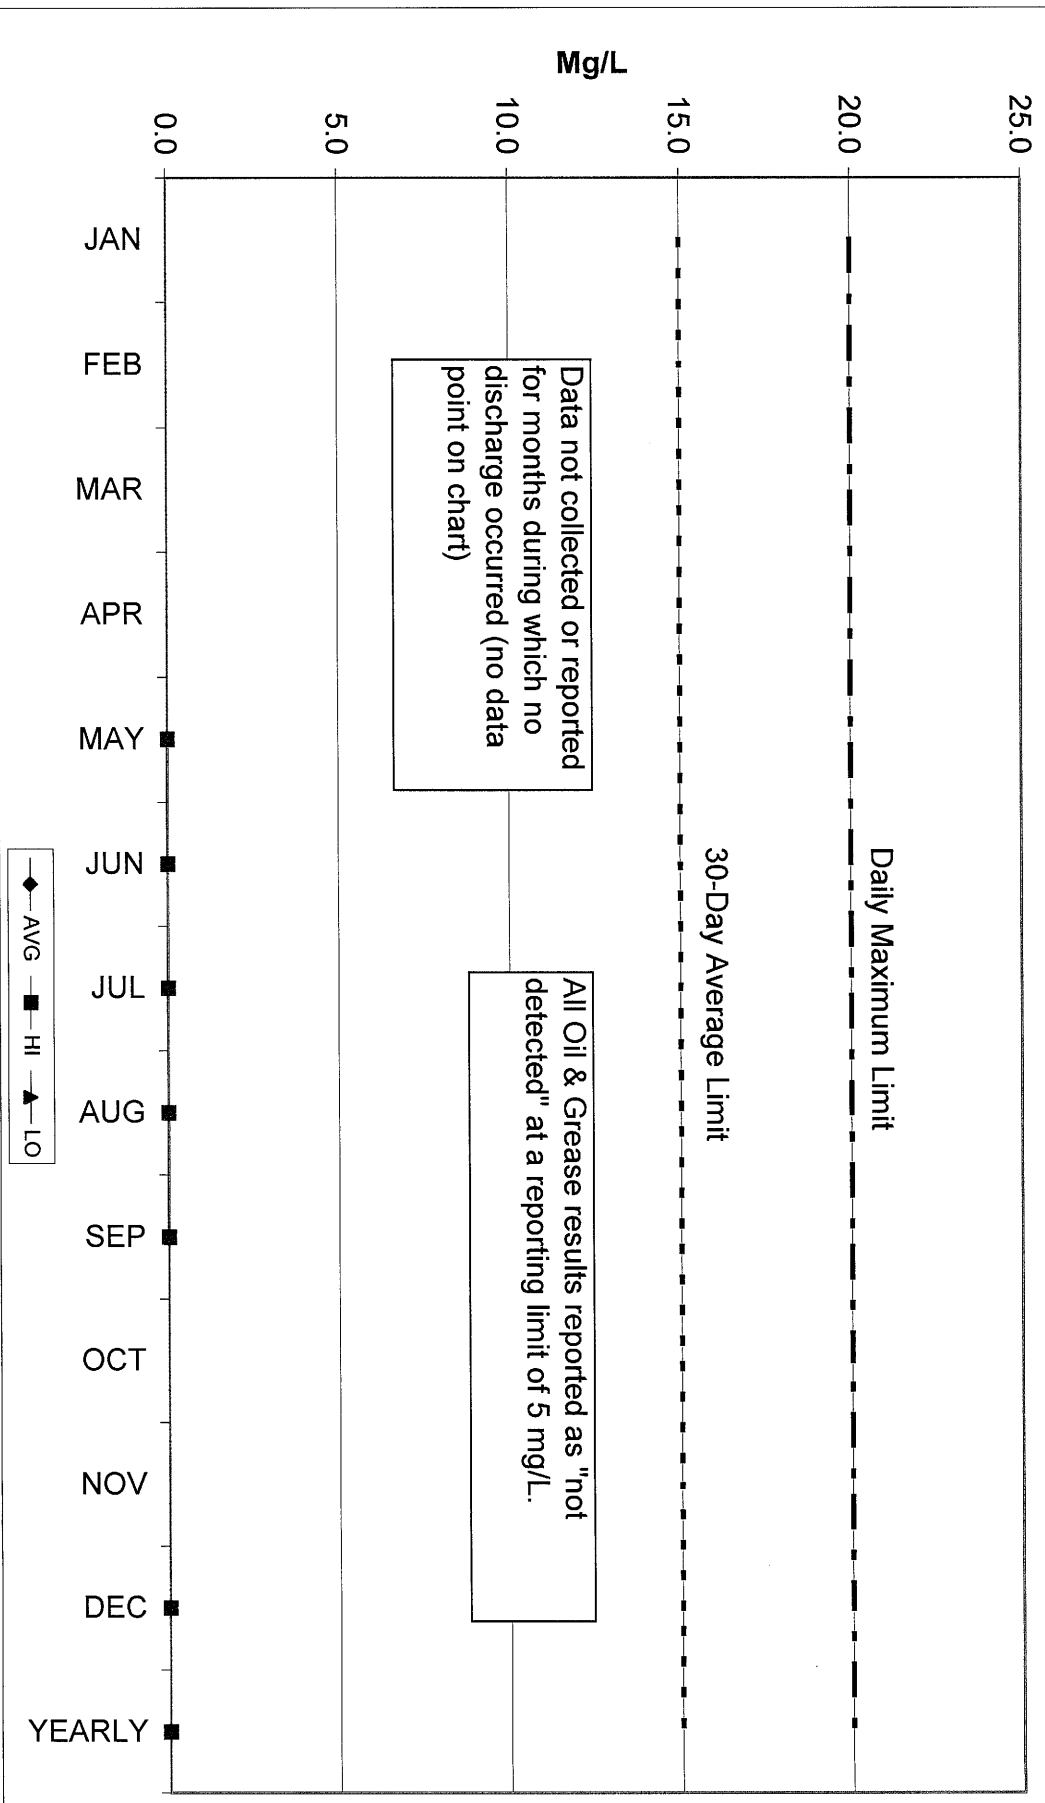 Mg/L
25.0
20.0
15.0
10.0
5.0
0.0
Daily Maximum Limit
30-Day Average Limit
Data not collected or reported
for months during which no
discharge occurred (no data
point on chart)
All Oil & Grease results reported as "not
detected" at a reporting limit of 5 mg/L.
JAN
FEB
MAR
APR
MAY
JUN
JUL
AUG
SEP
OCT
NOV
DEC
YEARLY
AVG HI LO